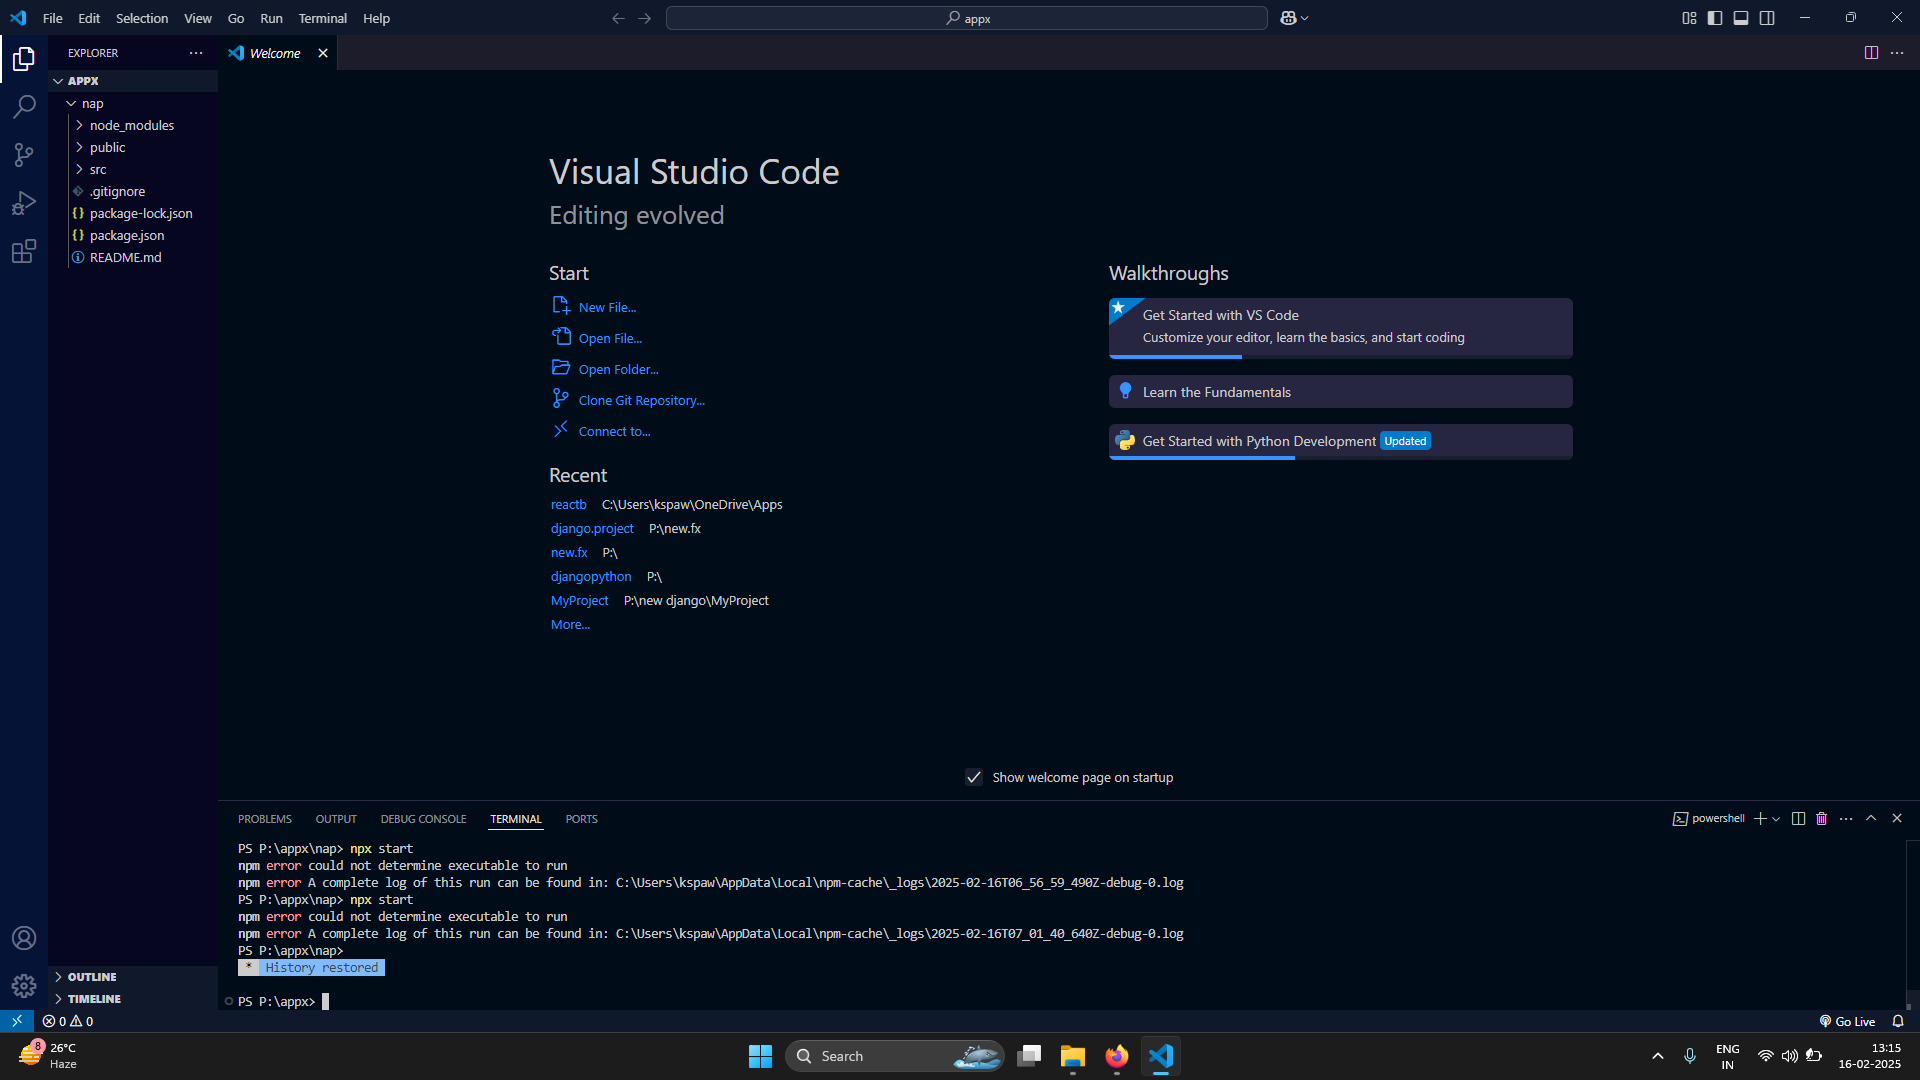 File Edit Selection View Go Run Terminal Help
appx
EXPLORER
Welcome
APPX
nap
node_modules
public
src
.gitignore
package-lock.json
package.json
README.md
Visual Studio Code
Editing evolved
Start
New File...
Open File...
Open Folder...
Clone Git Repository...
Connect to...
Recent
reactb C:\Users\kspaw\OneDrive\Apps
django.project P:\new.fx
new.fx P:\
djangopython P:\
MyProject P:\new django\MyProject
More...
Walkthroughs
Get Started with VS Code
Customize your editor, learn the basics, and start coding
Learn the Fundamentals
Get Started with Python Development Updated
Show welcome page on startup
PROBLEMS OUTPUT DEBUG CONSOLE TERMINAL PORTS
powershell
PS P:\appx\nap> npx start
npm error could not determine executable to run
npm error A complete log of this run can be found in: C:\Users\kspaw\AppData\Local\npm-cache\_logs\2025-02-16T06_56_59_490Z-debug-0.log
PS P:\appx\nap> npx start
npm error could not determine executable to run
npm error A complete log of this run can be found in: C:\Users\kspaw\AppData\Local\npm-cache\_logs\2025-02-16T07_01_40_640Z-debug-0.log
PS P:\appx\nap>
* History restored
PS P:\appx>
OUTLINE
TIMELINE
0 0
Go Live
8
26°C
Haze
Search
ENG
IN
13:15
16-02-2025